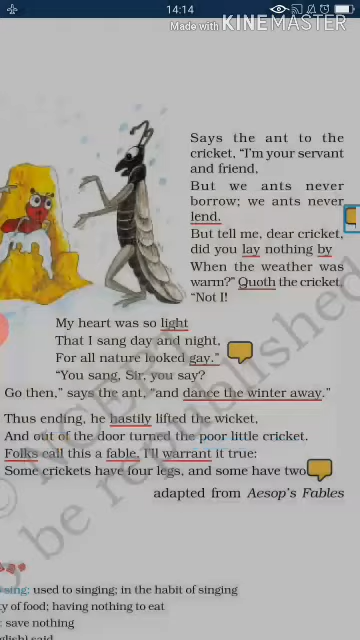 14:14
Made with KINEMASTER
Says the ant to the
cricket, “I’m your servant
and friend,
But we ants never
borrow; we ants never
lend.
But tell me, dear cricket,
did you lay nothing by
When the weather was
warm?” Quoth the cricket,
“Not I!
My heart was so light
That I sang day and night,
For all nature looked gay.”
“You sang, Sir, you say?
Go then,” says the ant, “and dance the winter away.”
Thus ending, he hastily lifted the wicket,
And out of the door turned the poor little cricket.
Folks call this a fable. I’ll warrant it true:
Some crickets have four legs, and some have two
adapted from Aesop’s Fables
sing: used to singing; in the habit of singing
ty of food; having nothing to eat
: save nothing
glish) said
be republished